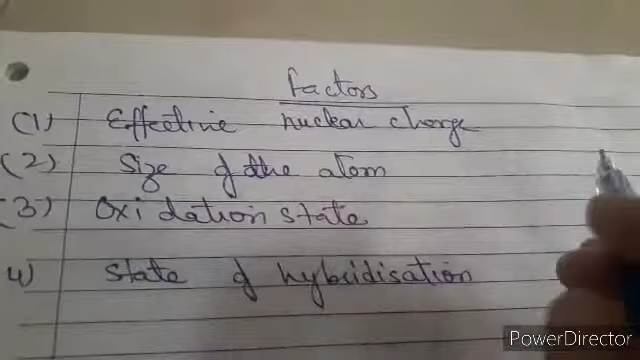 factors
(1) Effective nuclear charge
(2) Size of the atom
(3) Oxidation state
4) State of hybridisation
PowerDirector